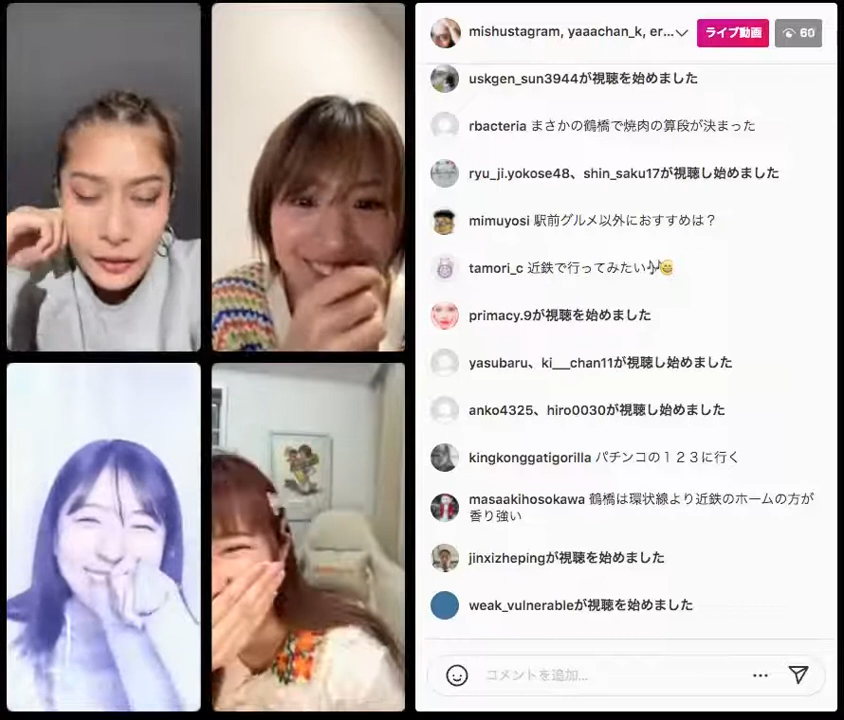 mishustagram, yaaachan_k, er...
ライブ動画
60
uskgen_sun3944が視聴を始めました
rbacteria まさかの鶴橋で焼肉の算段が決まった
ryu_ji.yokose48、shin_saku17が視聴し始めました
mimuyosi 駅前グルメ以外におすすめは？
tamori_c 近鉄で行ってみたい🎶😄
primacy.9が視聴を始めました
yasubaru、ki___chan11が視聴し始めました
anko4325、hiro0030が視聴し始めました
kingkonggatigorilla パチンコの１２３に行く
masaakihosokawa 鶴橋は環状線より近鉄のホームの方が
香り強い
jinxizhepingが視聴を始めました
weak_vulnerableが視聴を始めました
コメントを追加...